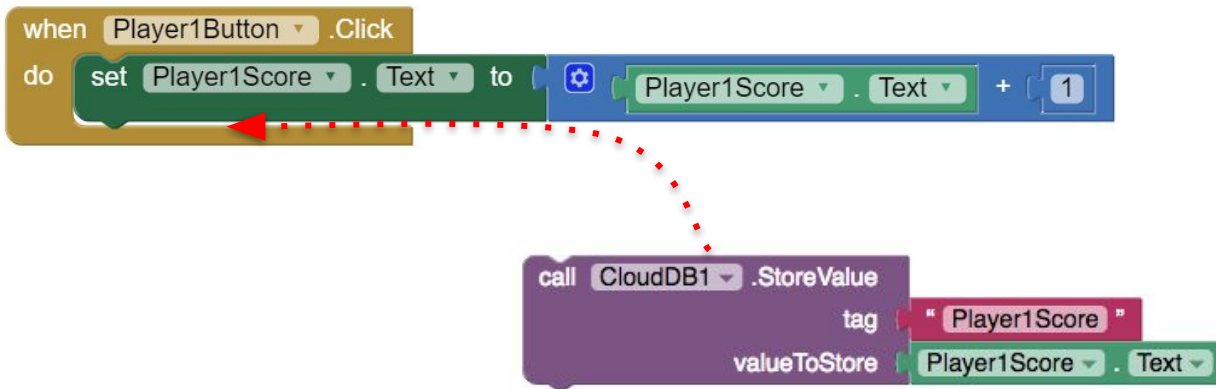 when Player1Button .Click
do set Player1Score . Text to Player1Score . Text + 1
call CloudDB1 .StoreValue
tag " Player1Score "
valueToStore Player1Score . Text